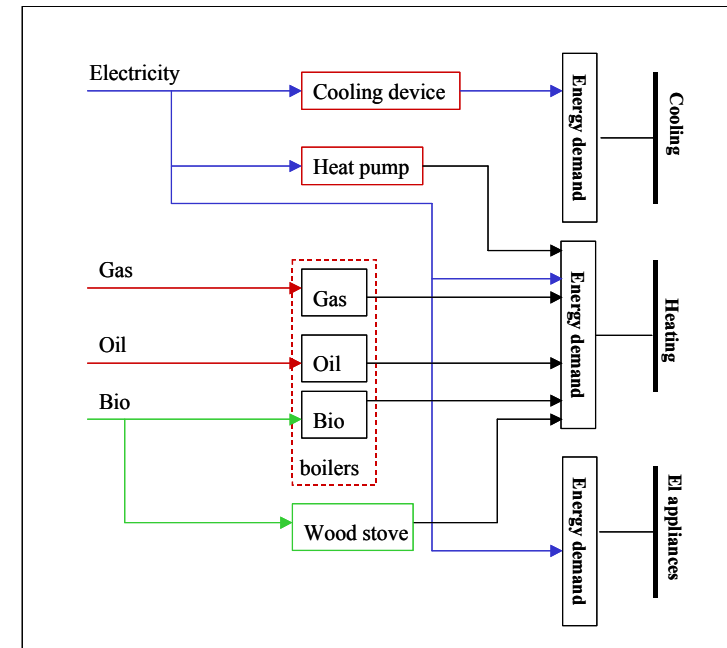 Electricity
Cooling device
Energy demand
Cooling
Heat pump
Gas
Gas
Energy demand
Heating
Oil
Oil
Bio
Bio
boilers
Wood stove
Energy demand
El appliances